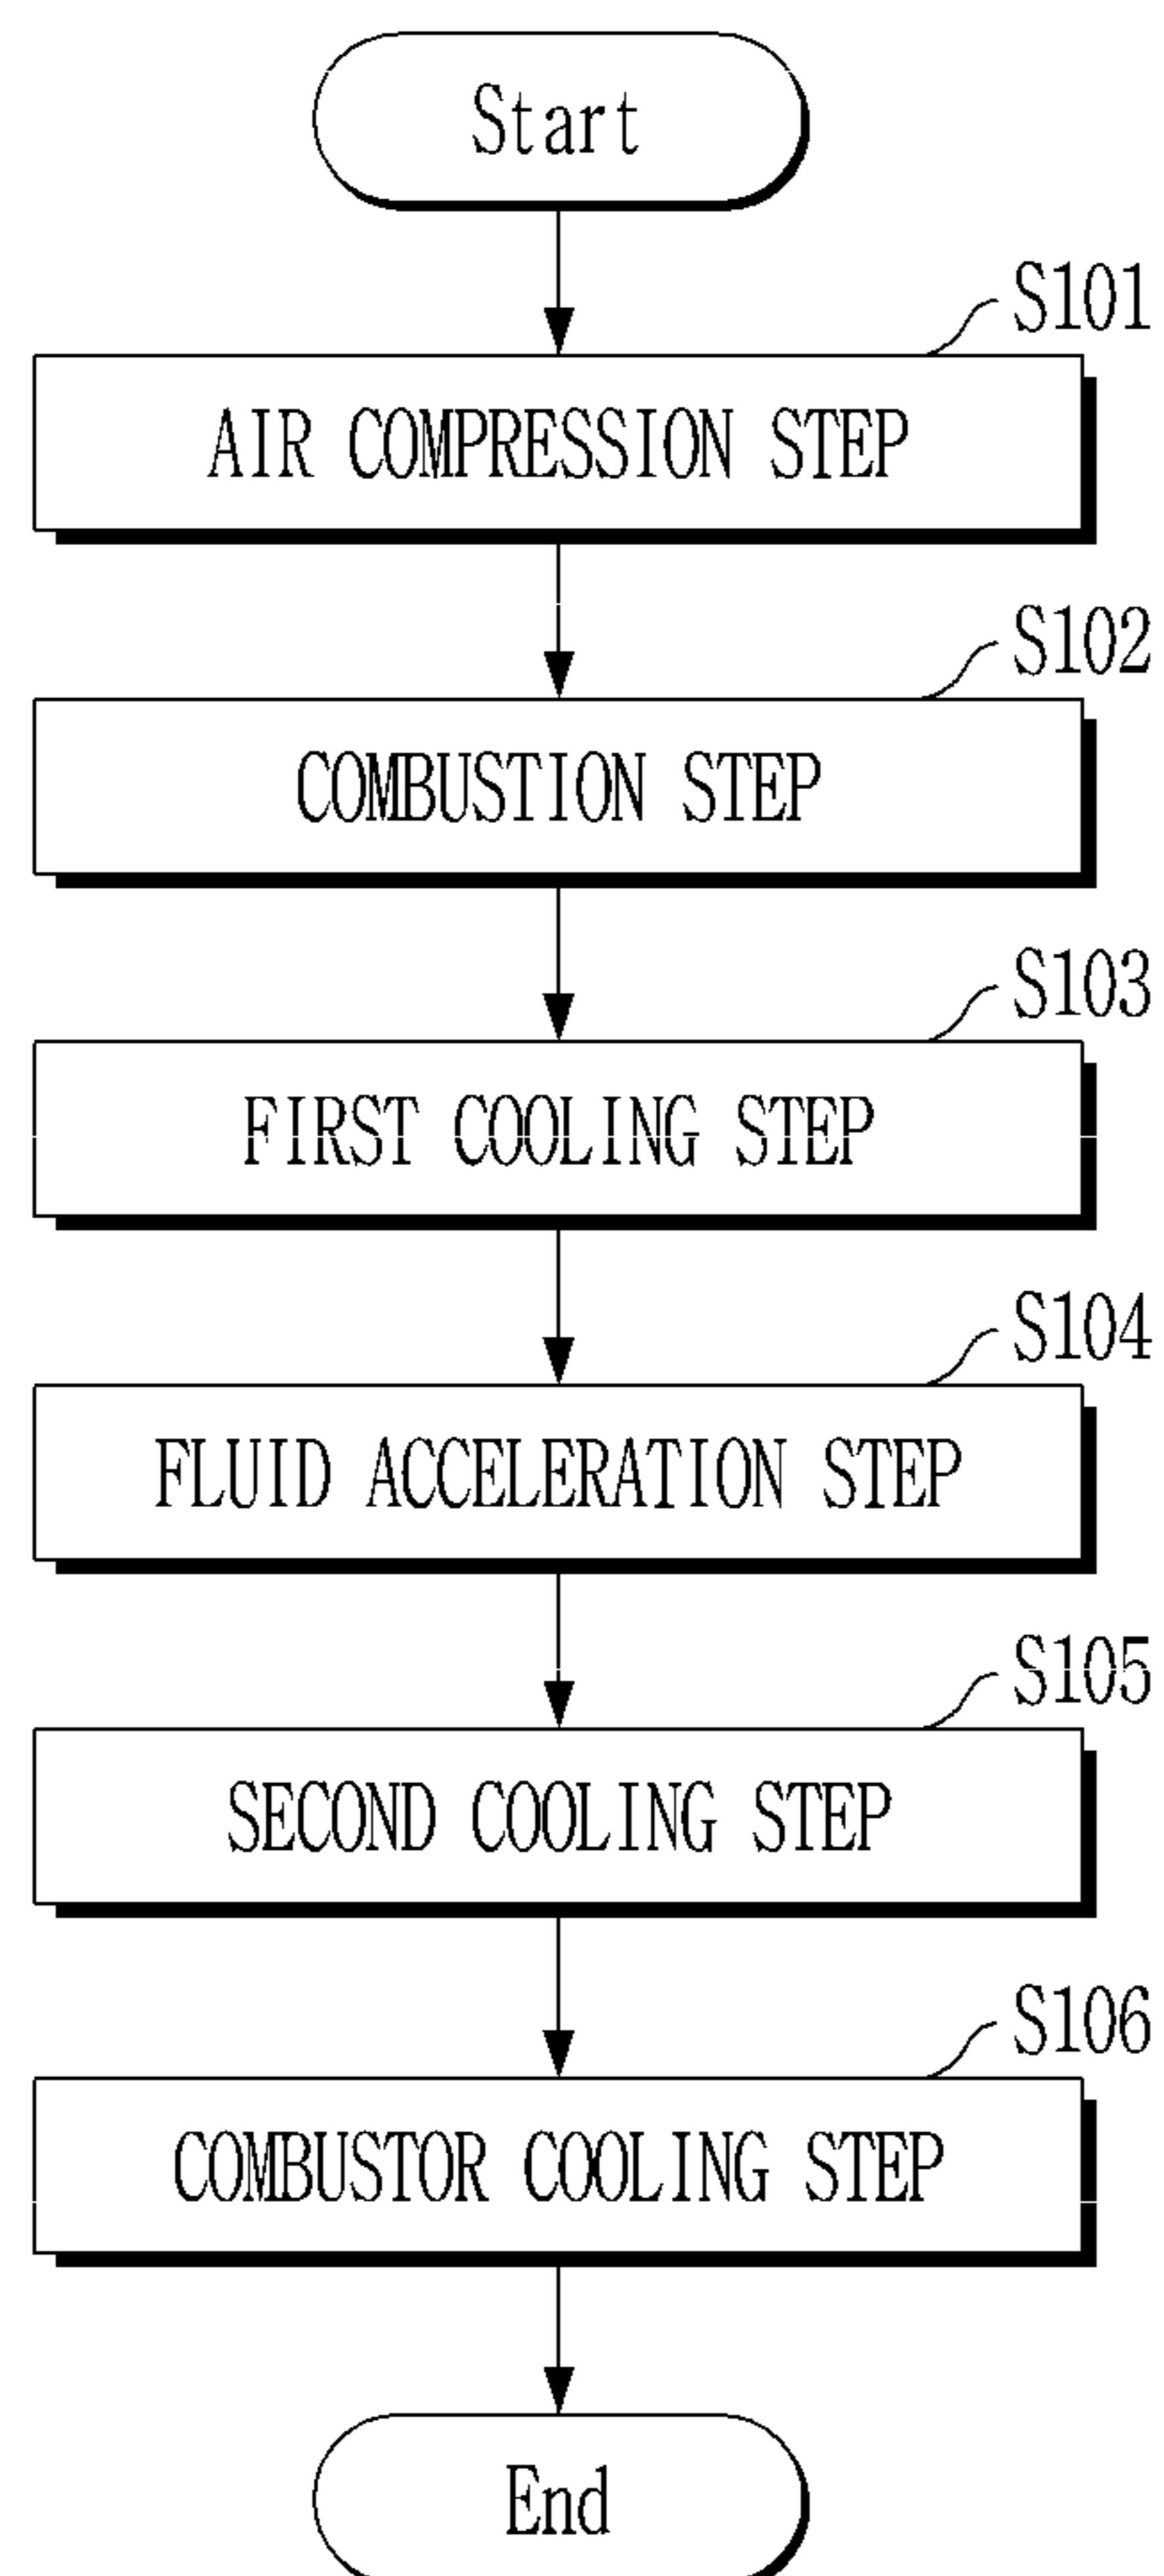 Start
S101
AIR COMPRESSION STEP
S102
COMBUSTION STEP
S103
FIRST COOLING STEP
S104
FLUID ACCELERATION STEP
S105
SECOND COOLING STEP
S106
COMBUSTOR COOLING STEP
End